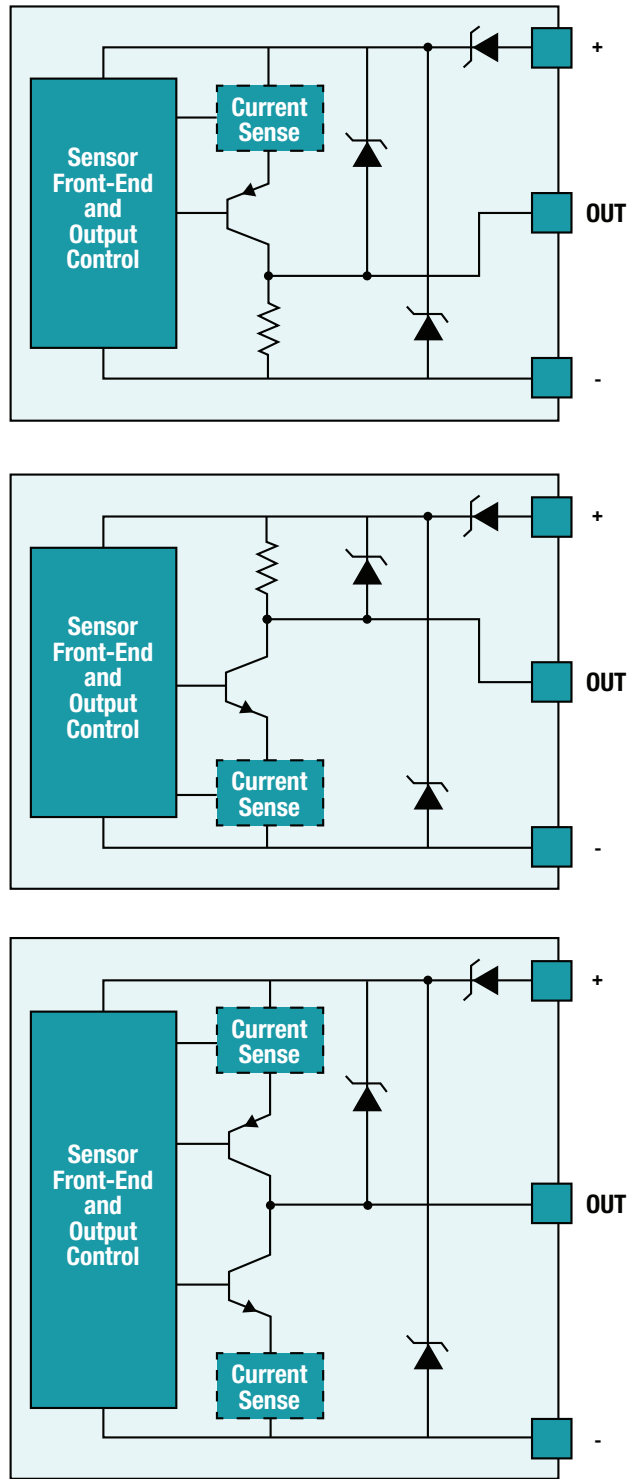 +
Current
Sense
Sensor
Front-End
and
Output
Control
OUT
-
+
Sensor
Front-End
and
Output
Control
OUT
Current
Sense
-
+
Current
Sense
Sensor
Front-End
and
Output
Control
OUT
Current
Sense
-